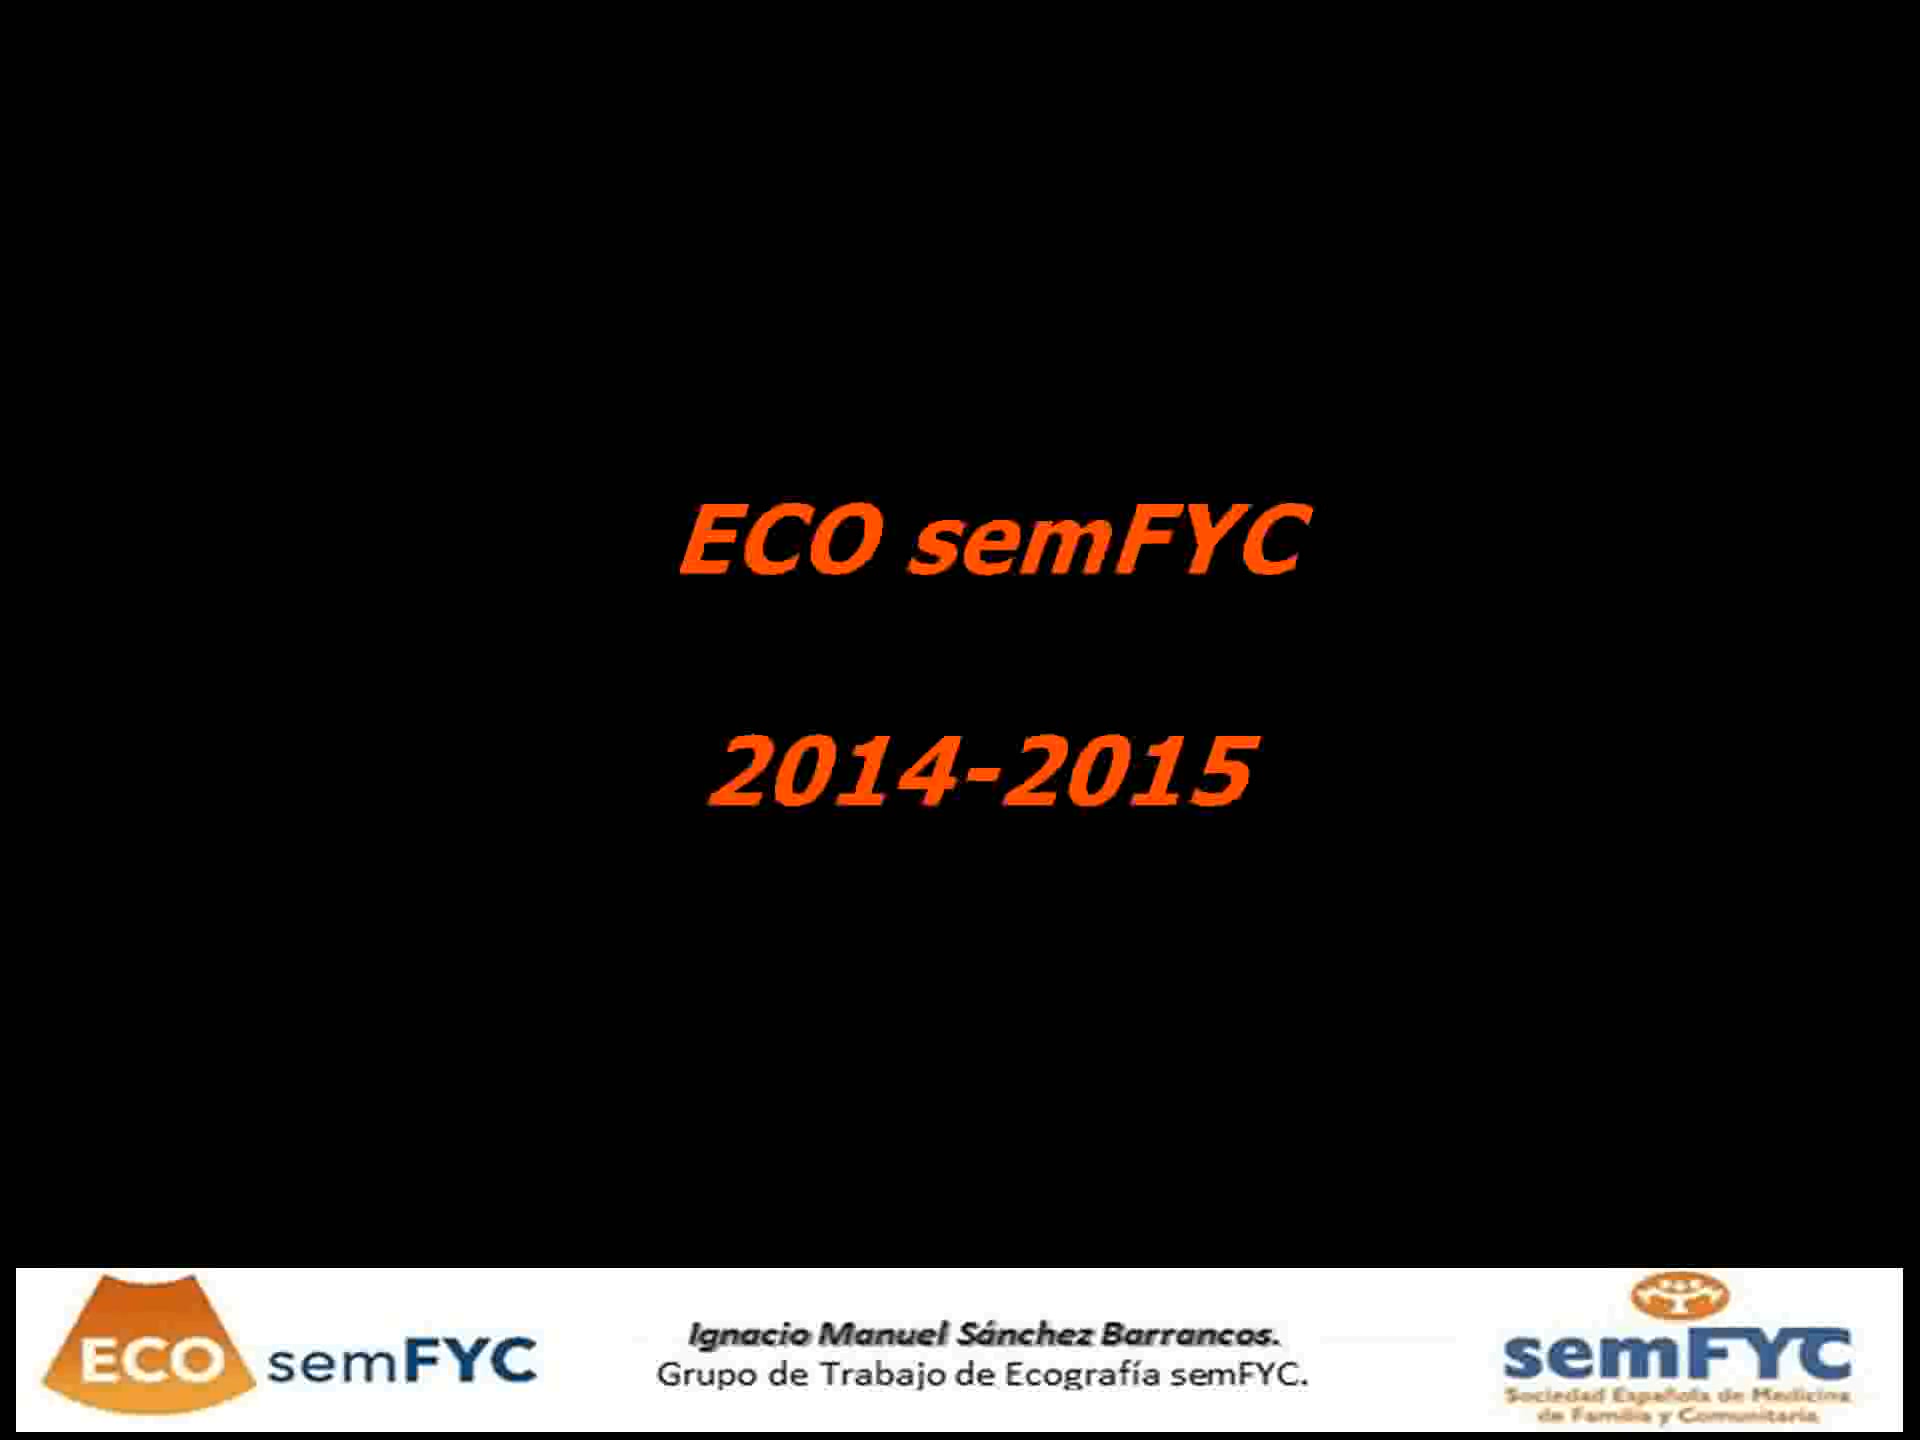 ECO semFYC
2014-2015
ECO semFYC
Ignacio Manuel Sánchez Barrancos.
Grupo de Trabajo de Ecografía semFYC.
semFYC
Sociedad Española de Medicina
de Familia y Comunitaria